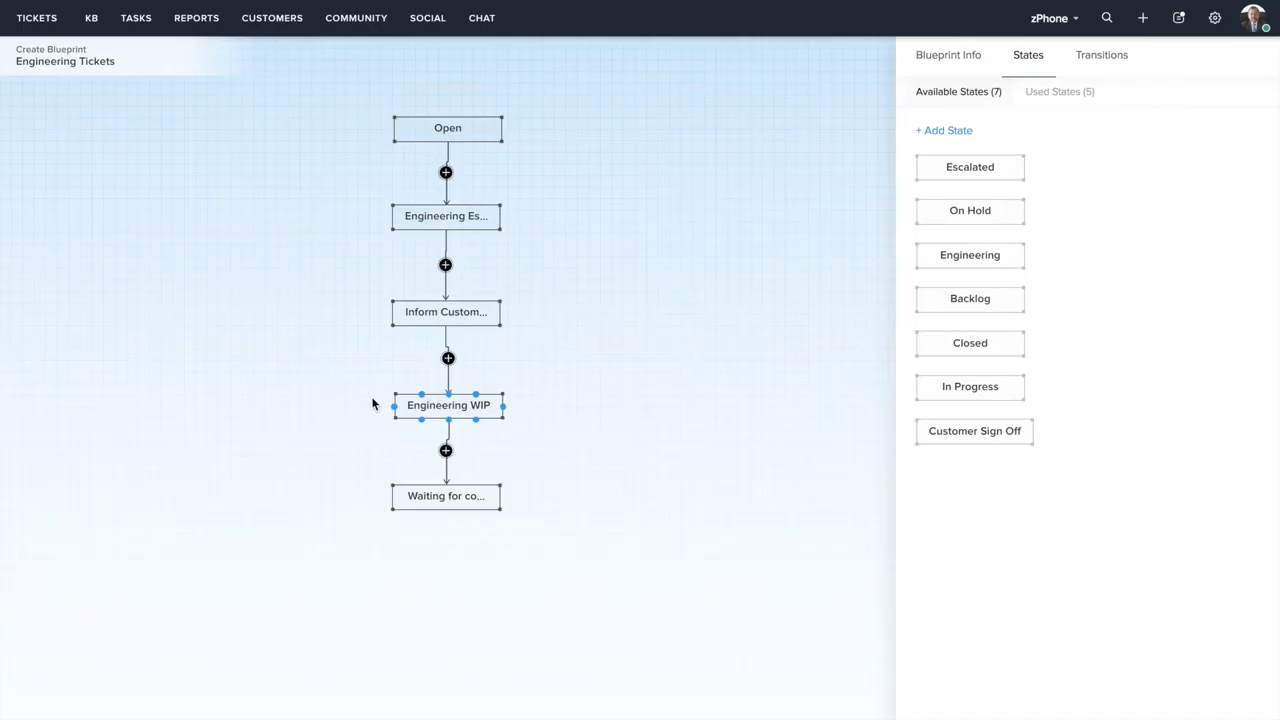 TICKETS KB TASKS REPORTS CUSTOMERS COMMUNITY SOCIAL CHAT zPhone
Create Blueprint
Engineering Tickets
Open
Engineering Es...
Inform Custom...
Engineering WIP
Waiting for co...
Blueprint Info States Transitions
Available States (7) Used States (5)
+ Add State
Escalated
On Hold
Engineering
Backlog
Closed
In Progress
Customer Sign Off